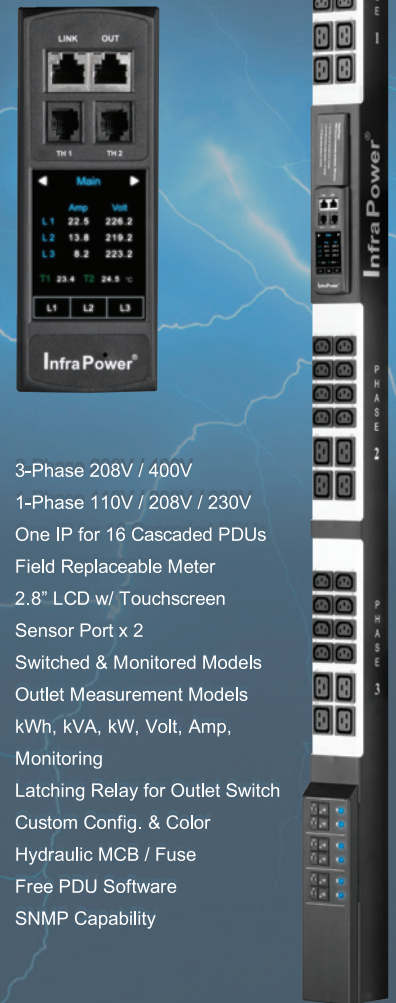 LINK OUT
TH 1 TH 2
Main
Amp Volt
L1 22.5 226.2
L2 13.8 219.2
L3 8.2 223.2
T1 23.4 T2 24.5 °C
L1 L2 L3
InfraPower®
3-Phase 208V / 400V
1-Phase 110V / 208V / 230V
One IP for 16 Cascaded PDUs
Field Replaceable Meter
2.8” LCD w/ Touchscreen
Sensor Port x 2
Switched & Monitored Models
Outlet Measurement Models
kWh, kVA, kW, Volt, Amp,
Monitoring
Latching Relay for Outlet Switch
Custom Config. & Color
Hydraulic MCB / Fuse
Free PDU Software
SNMP Capability
E 1
InfraPower®
InfraPower®
PHASE 2
PHASE 3